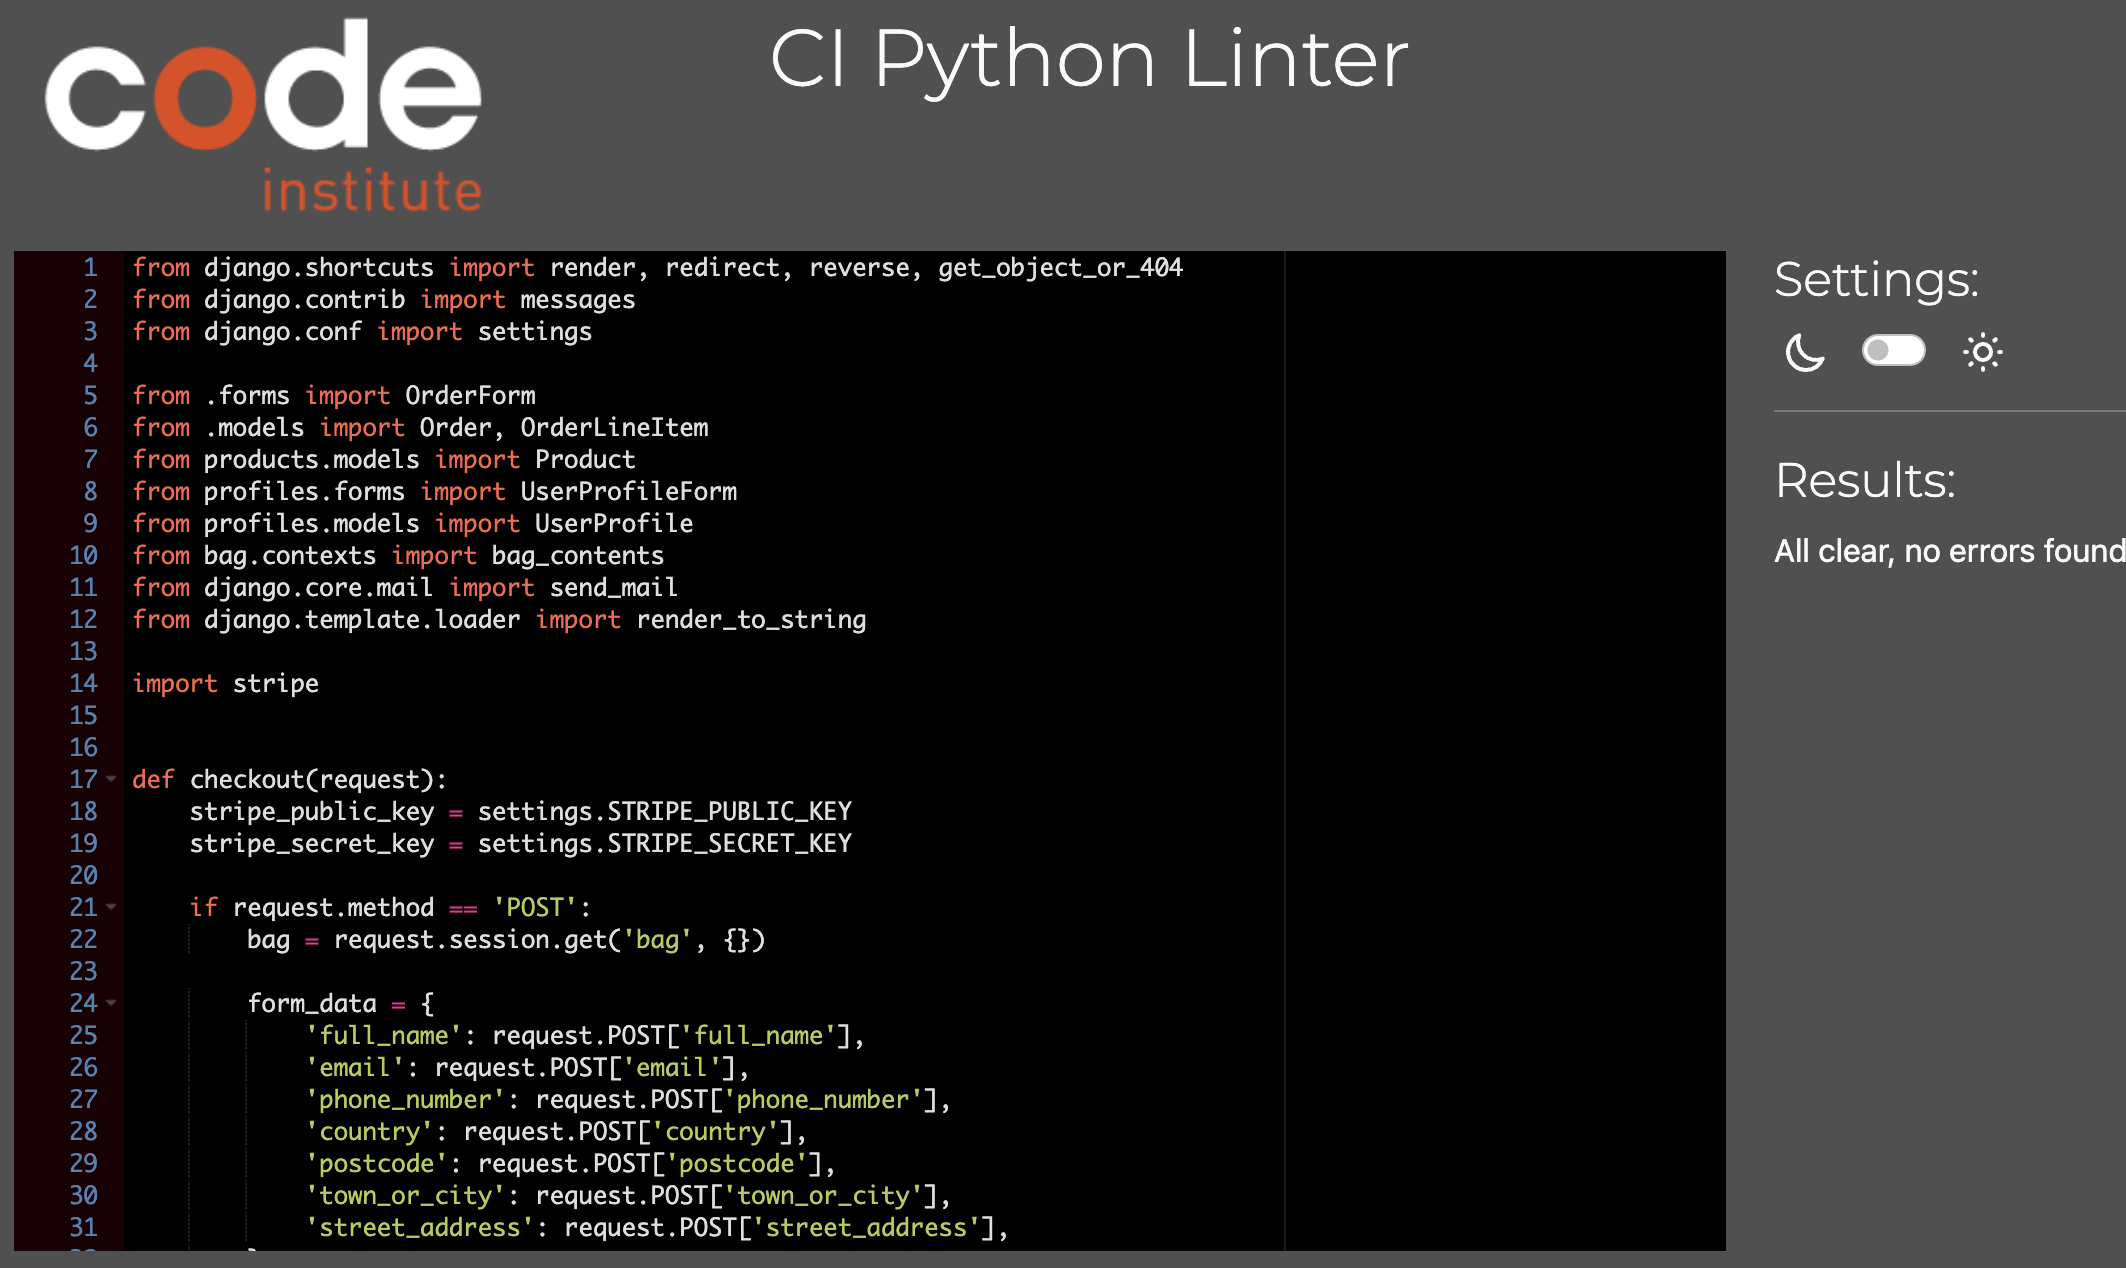 code
institute
CI Python Linter
1 from django.shortcuts import render, redirect, reverse, get_object_or_404
2 from django.contrib import messages
3 from django.conf import settings
4
5 from .forms import OrderForm
6 from .models import Order, OrderLineItem
7 from products.models import Product
8 from profiles.forms import UserProfileForm
9 from profiles.models import UserProfile
10 from bag.contexts import bag_contents
11 from django.core.mail import send_mail
12 from django.template.loader import render_to_string
13
14 import stripe
15
16
17 def checkout(request):
18     stripe_public_key = settings.STRIPE_PUBLIC_KEY
19     stripe_secret_key = settings.STRIPE_SECRET_KEY
20
21     if request.method == 'POST':
22         bag = request.session.get('bag', {})
23
24         form_data = {
25             'full_name': request.POST['full_name'],
26             'email': request.POST['email'],
27             'phone_number': request.POST['phone_number'],
28             'country': request.POST['country'],
29             'postcode': request.POST['postcode'],
30             'town_or_city': request.POST['town_or_city'],
31             'street_address': request.POST['street_address'],
Settings:
Results:
All clear, no errors found